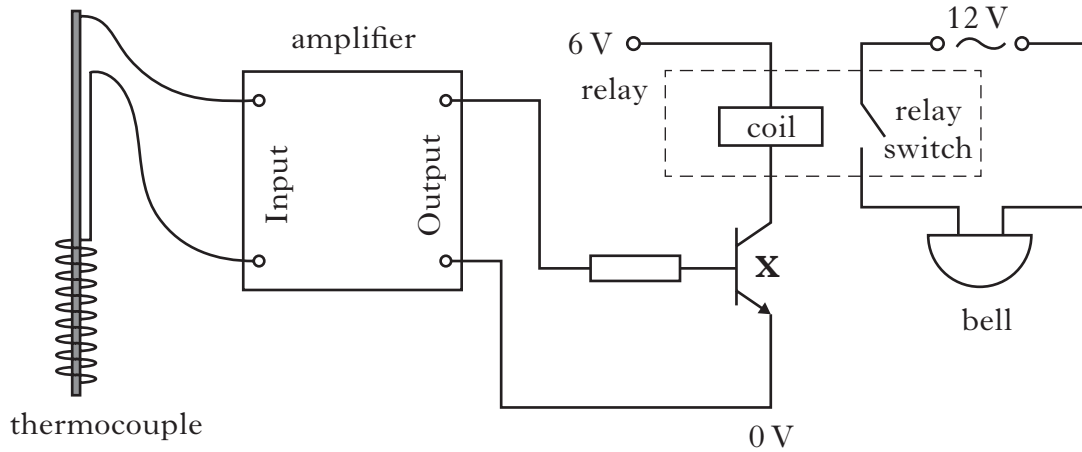 12 V
6 V
amplifier
relay
coil
relay
switch
Input
Output
X
bell
thermocouple
0 V